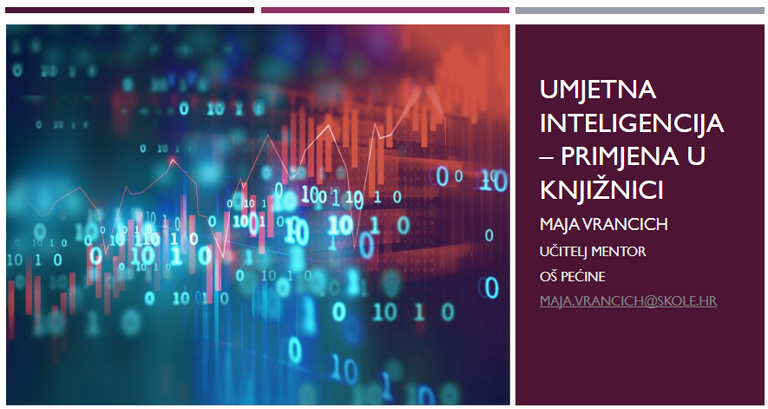 UMJETNA
INTELIGENCIJA
– PRIMJENA U
KNJIŽNICI
MAJA VRANCICH
UČITELJ MENTOR
OŠ PEĆINE
MAJA.VRANCICH@SKOLE.HR